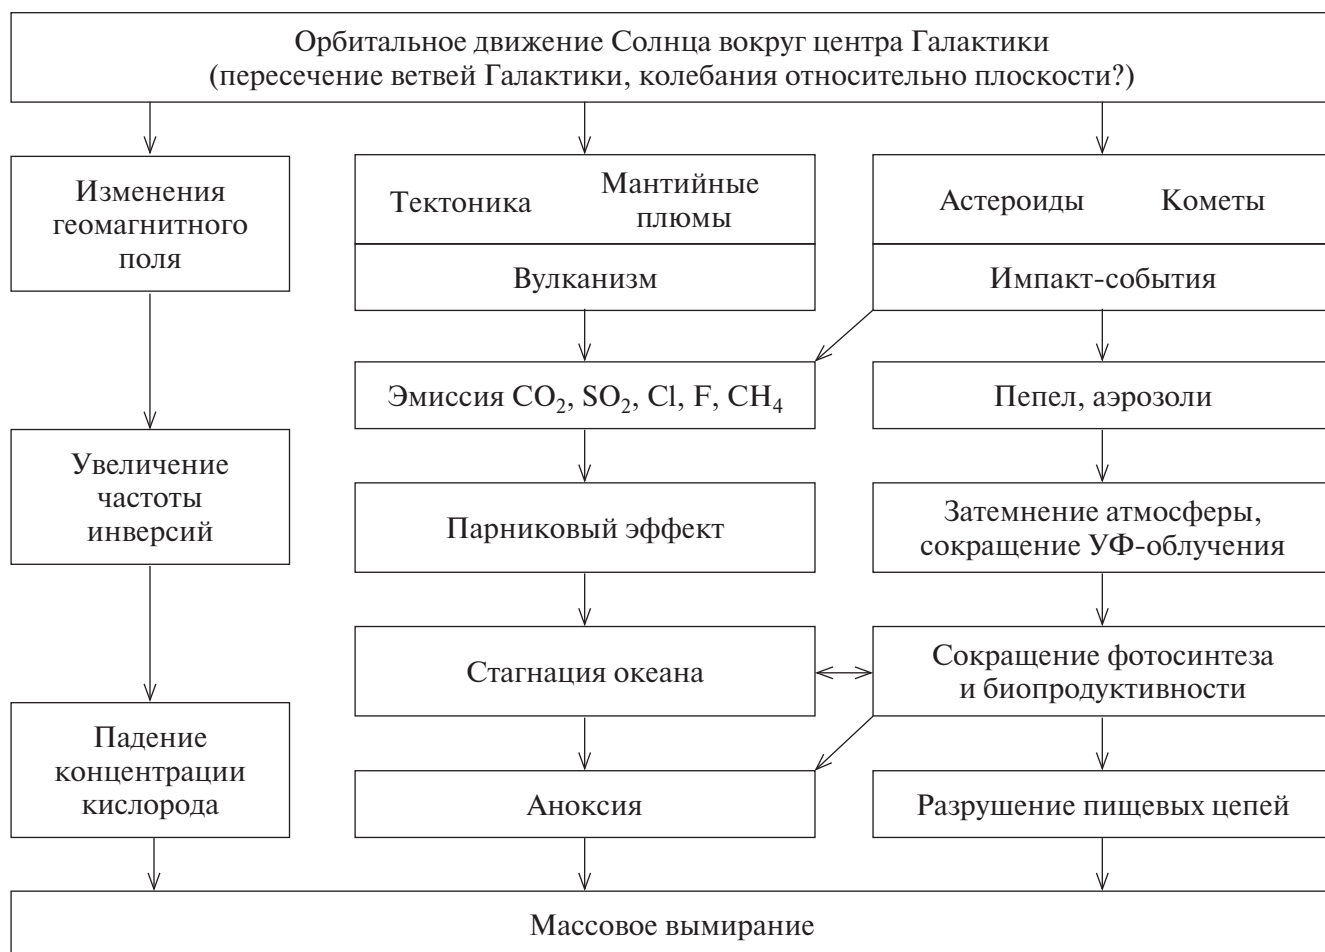 Орбитальное движение Солнца вокруг центра Галактики
(пересечение ветвей Галактики, колебания относительно плоскости?)
Изменения
геомагнитного
поля
Увеличение
частоты
инверсий
Падение
концентрации
кислорода
Тектоника
Мантийные
плюмы
Вулканизм
Эмиссия CO₂, SO₂, Cl, F, CH₄
Парниковый эффект
Стагнация океана
Аноксия
Астероиды Кометы
Импакт-события
Пепел, аэрозоли
Затемнение атмосферы,
сокращение УФ-облучения
Сокращение фотосинтеза
и биопродуктивности
Разрушение пищевых цепей
Массовое вымирание